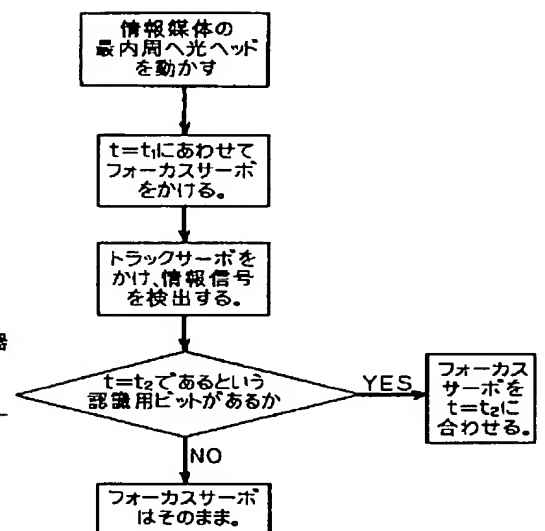 情報媒体の
最内周へ光ヘッド
を動かす
t=t₁にあわせて
フォーカスサーボ
をかける。
トラックサーボを
かけ、情報信号
を検出する。
器
t=t₂であるという
認識用ピットがあるか
YES
フォーカス
サーボを
t=t₂に
合わせる。
NO
フォーカスサーボ
はそのまま。